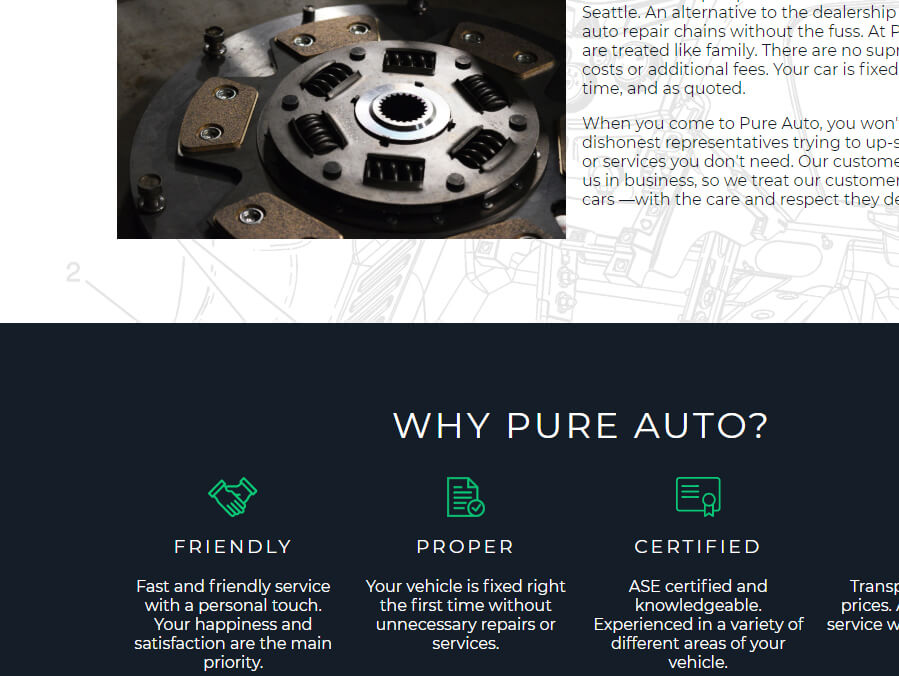 Seattle. An alternative to the dealership
auto repair chains without the fuss. At
are treated like family. There are no
costs or additional fees. Your car is fixed
time, and as quoted.
When you come to Pure Auto, you won'
dishonest representatives trying to
or services you don't need. Our
us in business, so we treat our
cars —with the care and respect they
2
WHY PURE AUTO?
FRIENDLY
Fast and friendly service
with a personal touch.
Your happiness and
satisfaction are the main
priority.
PROPER
Your vehicle is fixed right
the first time without
unnecessary repairs or
services.
CERTIFIED
ASE certified and
knowledgeable.
Experienced in a variety of
different areas of your
vehicle.
prices.
service